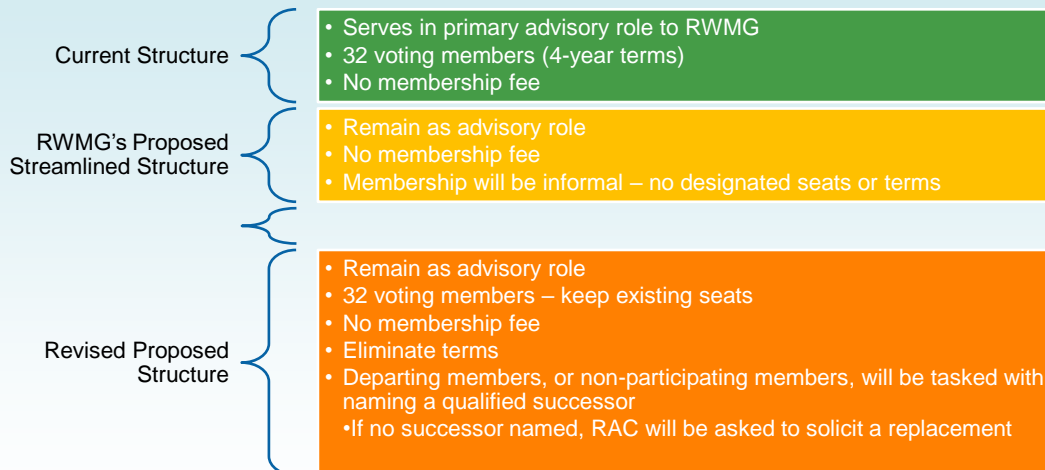 Current Structure
• Serves in primary advisory role to RWMG
• 32 voting members (4-year terms)
• No membership fee
RWMG's Proposed
Streamlined Structure
• Remain as advisory role
• No membership fee
• Membership will be informal – no designated seats or terms
Revised Proposed
Structure
• Remain as advisory role
• 32 voting members – keep existing seats
• No membership fee
• Eliminate terms
• Departing members, or non-participating members, will be tasked with
naming a qualified successor
•If no successor named, RAC will be asked to solicit a replacement